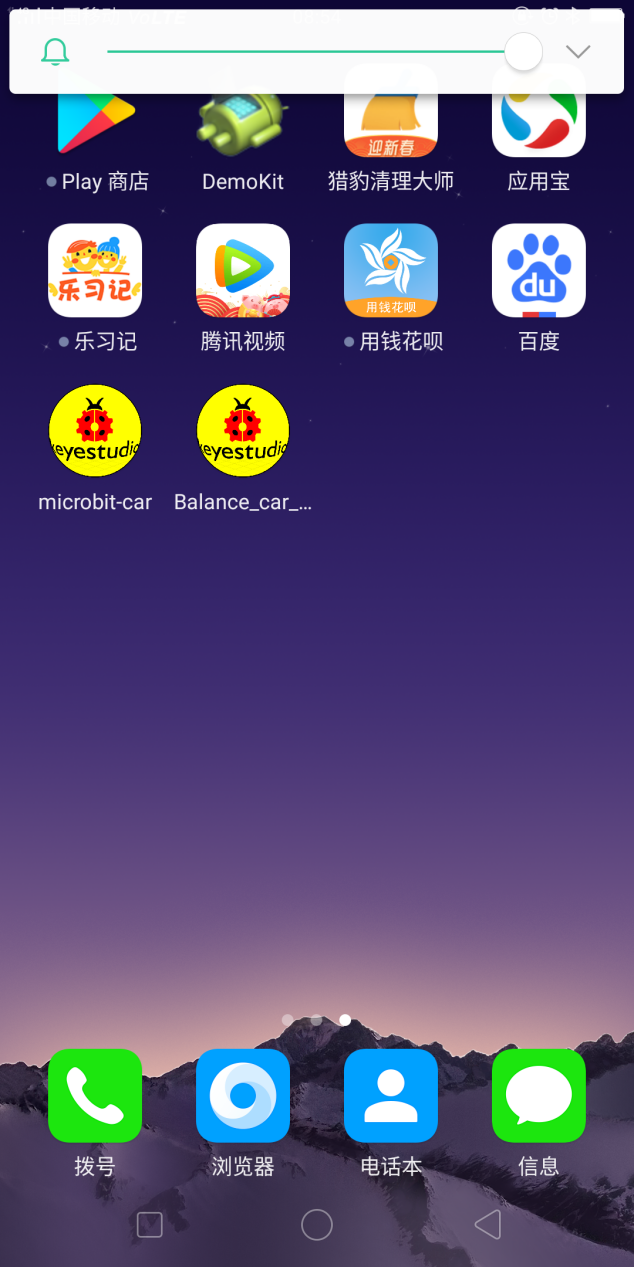 Play 商店
DemoKit
猎豹清理大师
应用宝
迎新春
乐习记
用钱花呗
du
乐习记
腾讯视频
用钱花呗
百度
eyestudio
eyestudio
microbit-car
Balance_car_...
拨号
浏览器
电话本
信息